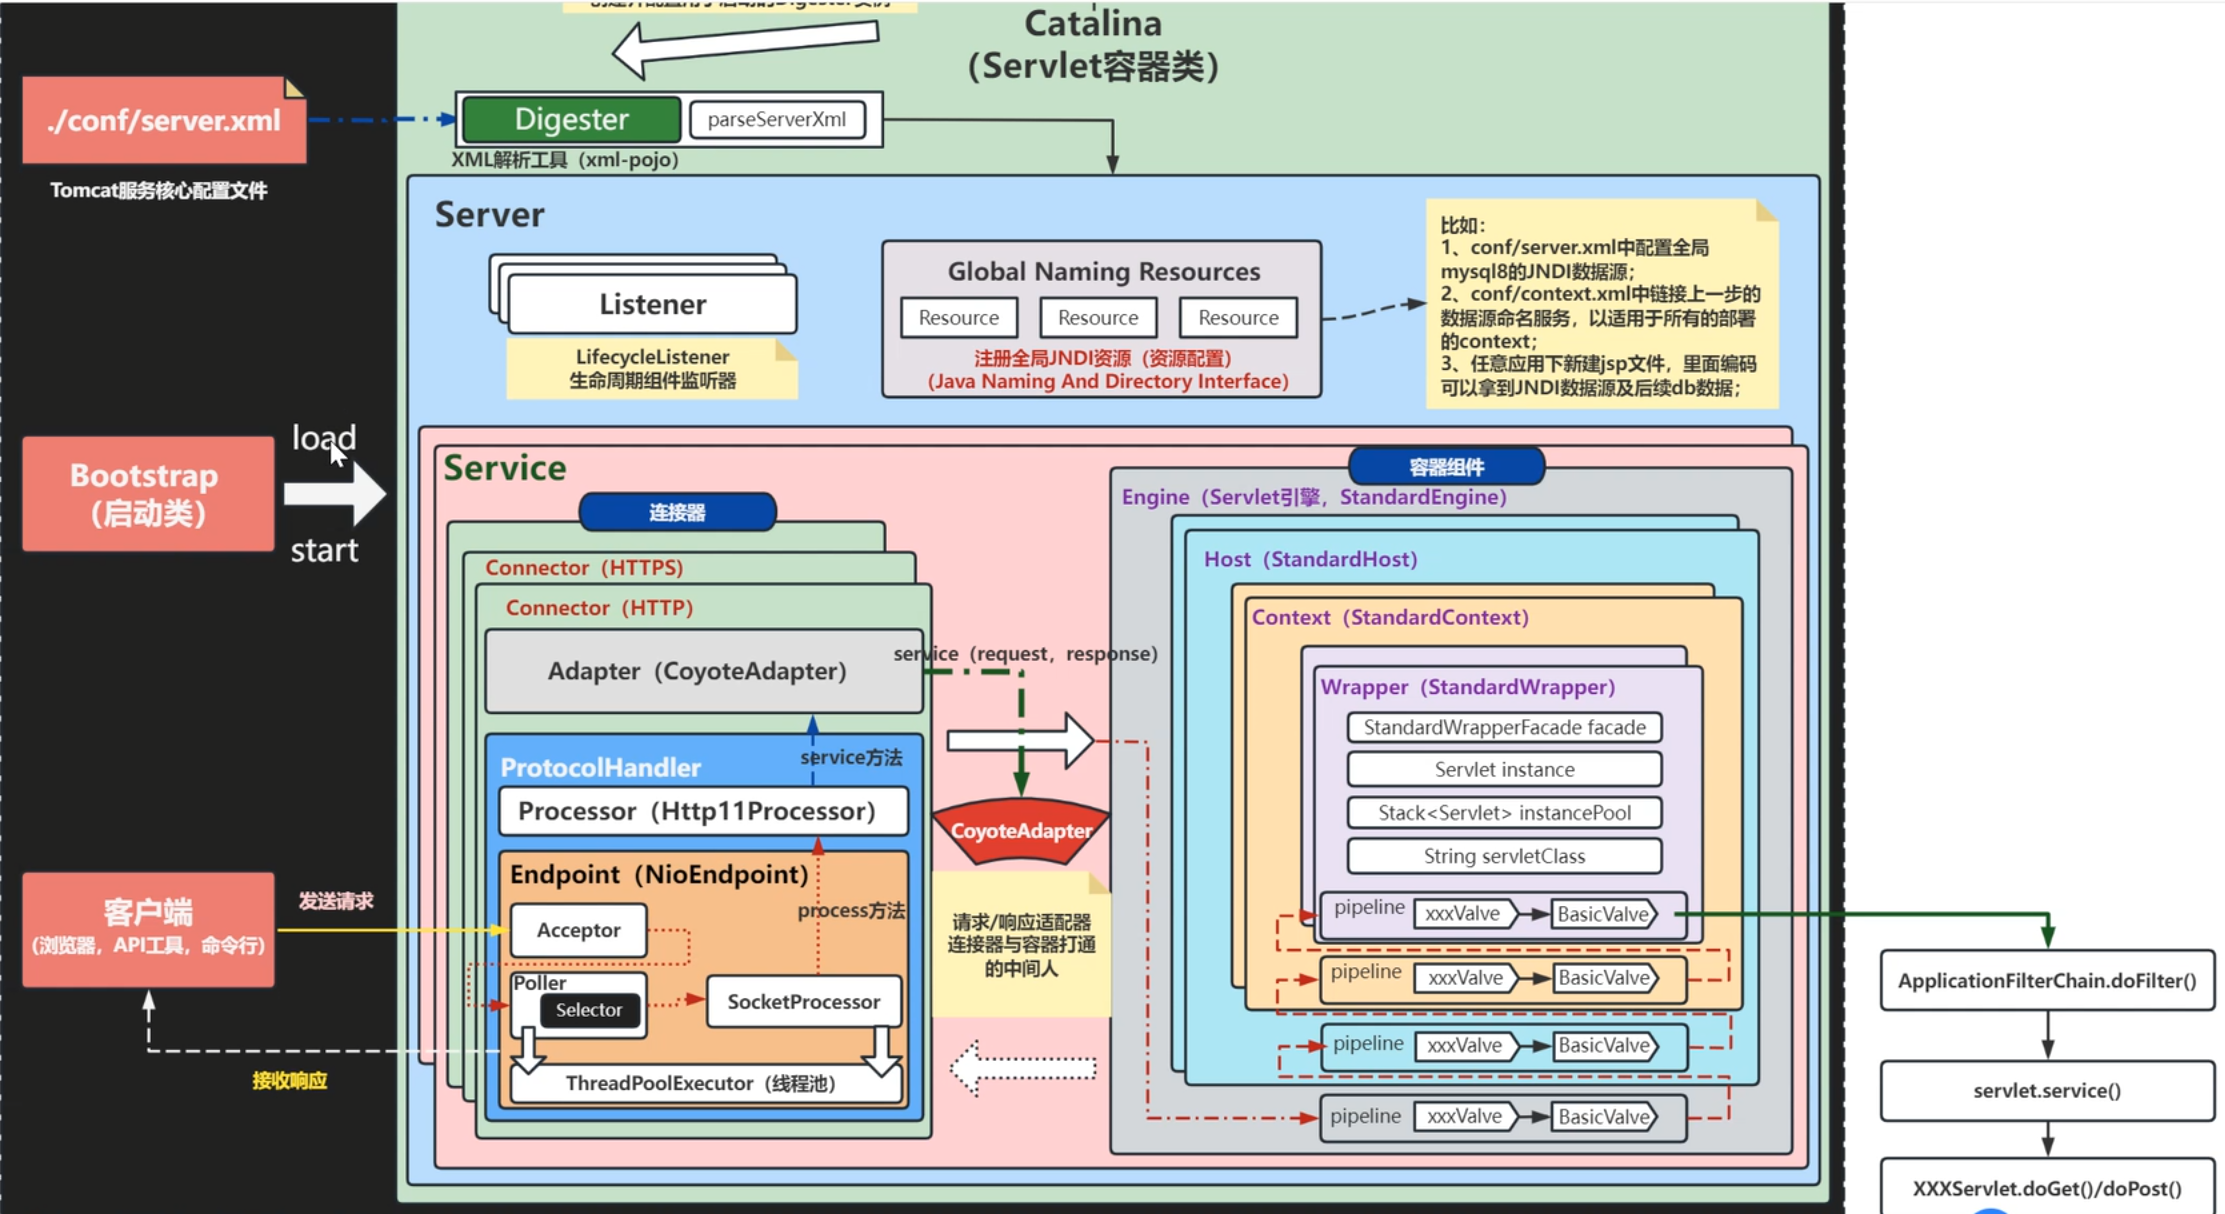 Catalina
（Servlet容器类）
./conf/server.xml
Tomcat服务核心配置文件
Digester
parseServerXml
XML解析工具（xml-pojo）
Server
Listener
LifecycleListener
生命周期组件监听器
Global Naming Resources
Resource
Resource
Resource
注册全局JNDI资源（资源配置）
（Java Naming And Directory Interface）
比如：
1、conf/server.xml中配置全局
mysql8的JNDI数据源；
2、conf/context.xml中链接上一步的
数据源命名服务，以适用于所有的部署
的context；
3、任意应用下新建jsp文件，里面编码
可以拿到JNDI数据源及后续db数据；
Bootstrap
（启动类）
load
start
Service
连接器
Connector（HTTPS）
Connector（HTTP）
Adapter（CoyoteAdapter）
service（request，response）
ProtocolHandler
service方法
Processor（Http11Processor）
Endpoint（NioEndpoint）
process方法
Acceptor
Poller
Selector
SocketProcessor
ThreadPoolExecutor（线程池）
CoyoteAdapter
请求/响应适配器
连接器与容器打通
的中间人
客户端
（浏览器，API工具，命令行）
发送请求
接收响应
容器组件
Engine（Servlet引擎，StandardEngine）
Host（StandardHost）
Context（StandardContext）
Wrapper（StandardWrapper）
StandardWrapperFacade facade
Servlet instance
Stack<Servlet> instancePool
String servletClass
pipeline xxxValve BasicValve
pipeline xxxValve BasicValve
pipeline xxxValve BasicValve
pipeline xxxValve BasicValve
ApplicationFilterChain.doFilter()
servlet.service()
XXXServlet.doGet()/doPost()